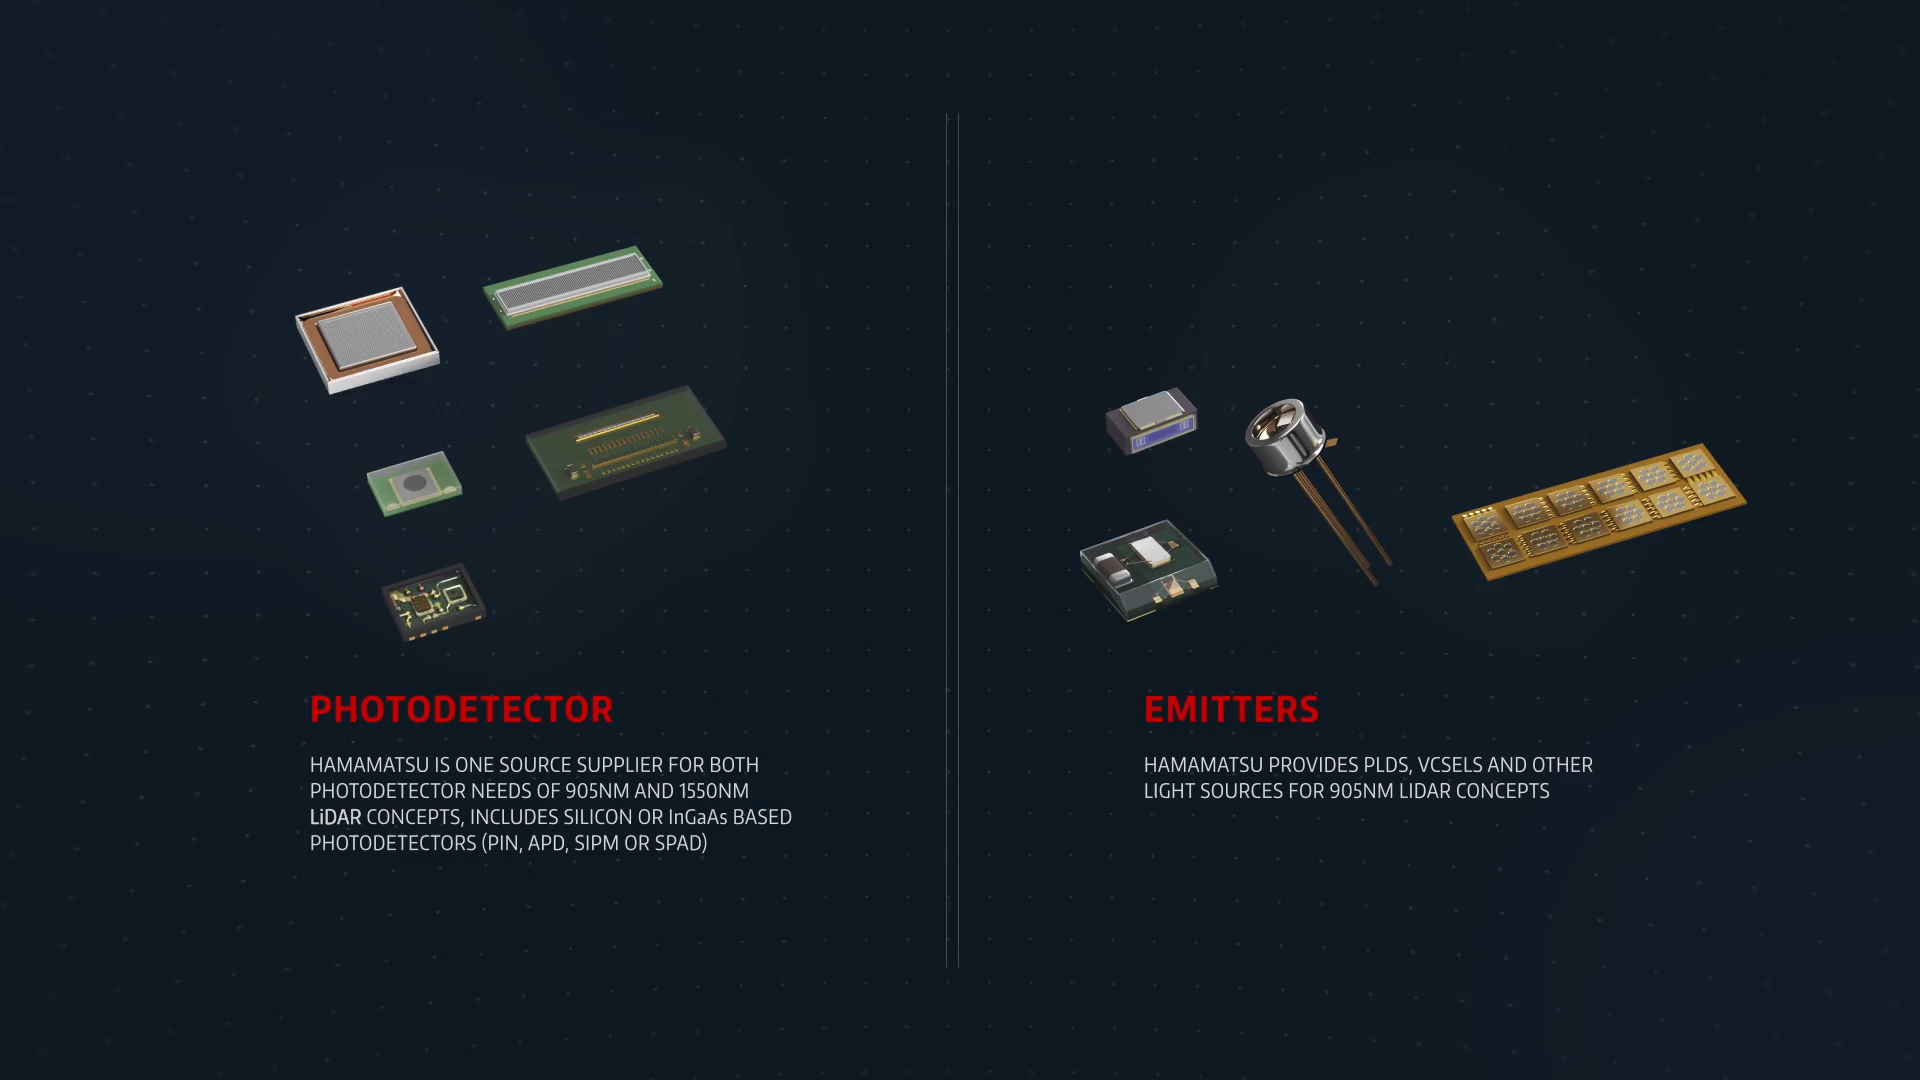 PHOTODETECTOR
HAMAMATSU IS ONE SOURCE SUPPLIER FOR BOTH
PHOTODETECTOR NEEDS OF 905NM AND 1550NM
LiDAR CONCEPTS, INCLUDES SILICON OR InGaAs BASED
PHOTODETECTORS (PIN, APD, SIPM OR SPAD)
EMITTERS
HAMAMATSU PROVIDES PLDS, VCSELS AND OTHER
LIGHT SOURCES FOR 905NM LIDAR CONCEPTS